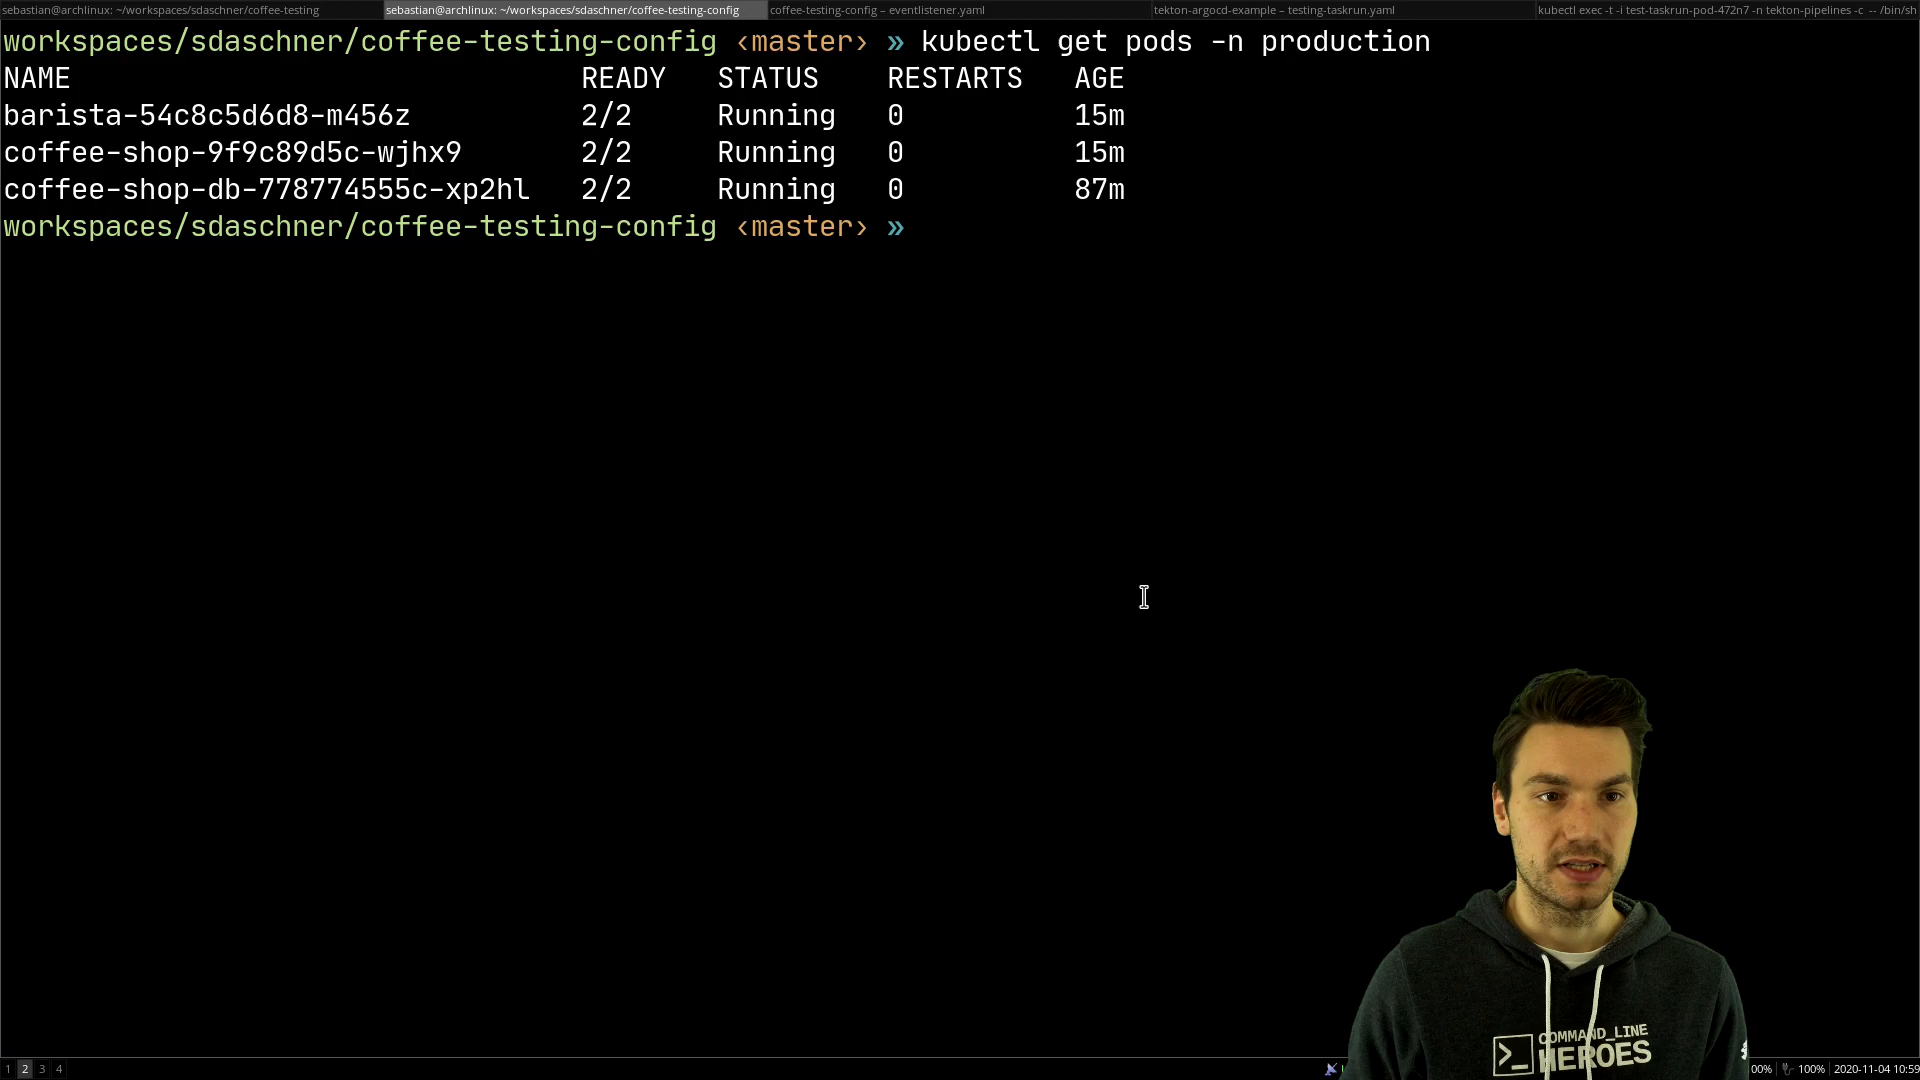 sebastian@archlinux: ~/workspaces/sdaschner/coffee-testing
sebastian@archlinux: ~/workspaces/sdaschner/coffee-testing-config
coffee-testing-config – eventlistener.yaml
tekton-argocd-example – testing-taskrun.yaml
kubectl exec -t -i test-taskrun-pod-472n7 -n tekton-pipelines -c -- /bin/sh
workspaces/sdaschner/coffee-testing-config ‹master› » kubectl get pods -n production
NAME READY STATUS RESTARTS AGE
barista-54c8c5d6d8-m456z 2/2 Running 0 15m
coffee-shop-9f9c89d5c-wjhx9 2/2 Running 0 15m
coffee-shop-db-778774555c-xp2hl 2/2 Running 0 87m
workspaces/sdaschner/coffee-testing-config ‹master› »
>_ COMMAND_LINE
HEROES
1 2 3 4
00% 100% 2020-11-04 10:59